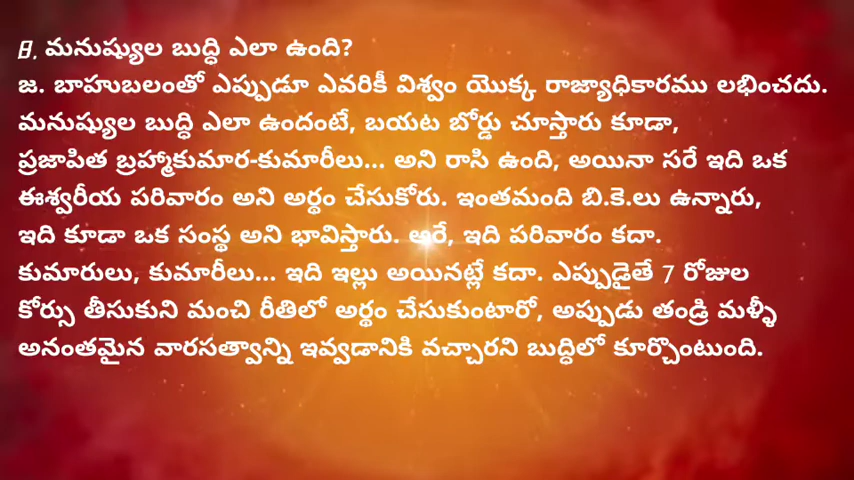 8. మనుష్యుల బుద్ధి ఎలా ఉంది?
జ. బాహుబలంతో ఎప్పుడూ ఎవరికీ విశ్వం యొక్క రాజ్యాధికారము లభించదు.
మనుష్యుల బుద్ధి ఎలా ఉందంటే, బయట బోర్డు చూస్తారు కూడా,
ప్రజాపిత బ్రహ్మాకుమార-కుమారీలు... అని రాసి ఉంది, అయినా సరే ఇది ఒక
ఈశ్వరీయ పరివారం అని అర్థం చేసుకోరు. ఇంతమంది బి.కె.లు ఉన్నారు,
ఇది కూడా ఒక సంస్థ అని భావిస్తారు. అరే, ఇది పరివారం కదా.
కుమారులు, కుమారీలు... ఇది ఇల్లు అయినట్లే కదా. ఎప్పుడైతే 7 రోజుల
కోర్సు తీసుకుని మంచి రీతిలో అర్థం చేసుకుంటారో, అప్పుడు తండ్రి మళ్ళీ
అనంతమైన వారసత్వాన్ని ఇవ్వడానికి వచ్చారని బుద్ధిలో కూర్చొంటుంది.